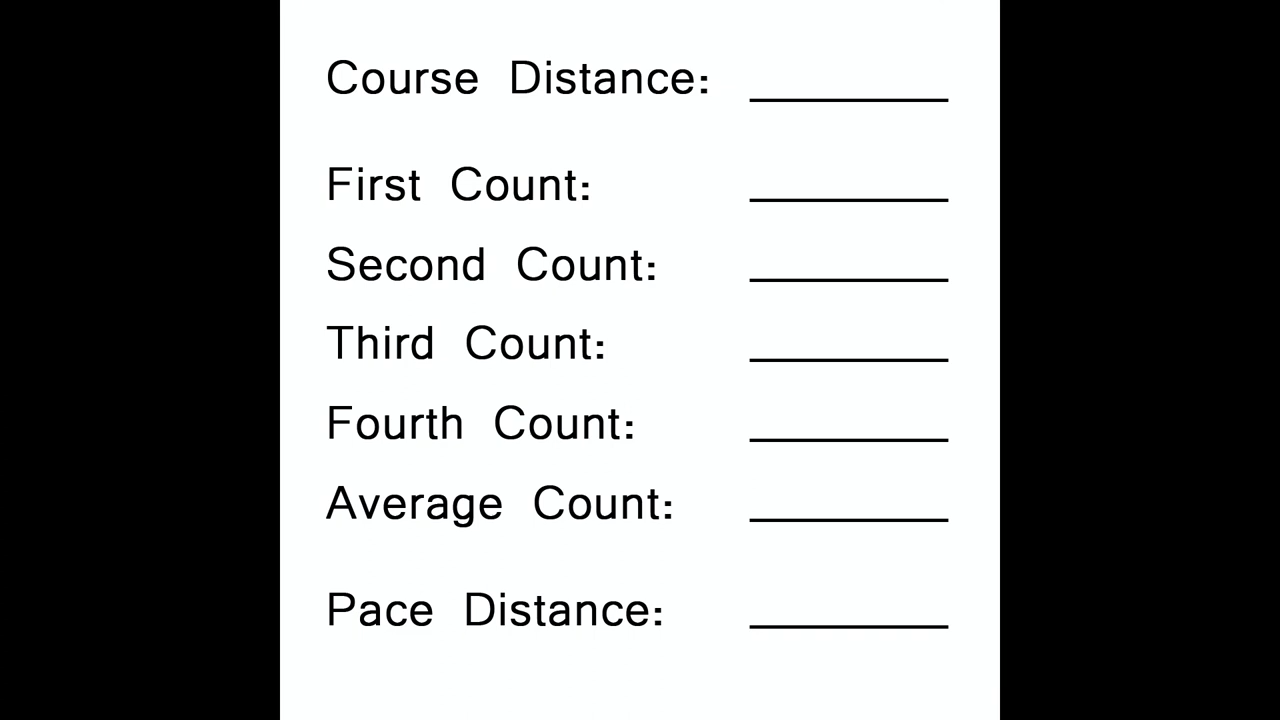 Course Distance: ________
First Count: ________
Second Count: ________
Third Count: ________
Fourth Count: ________
Average Count: ________
Pace Distance: ________